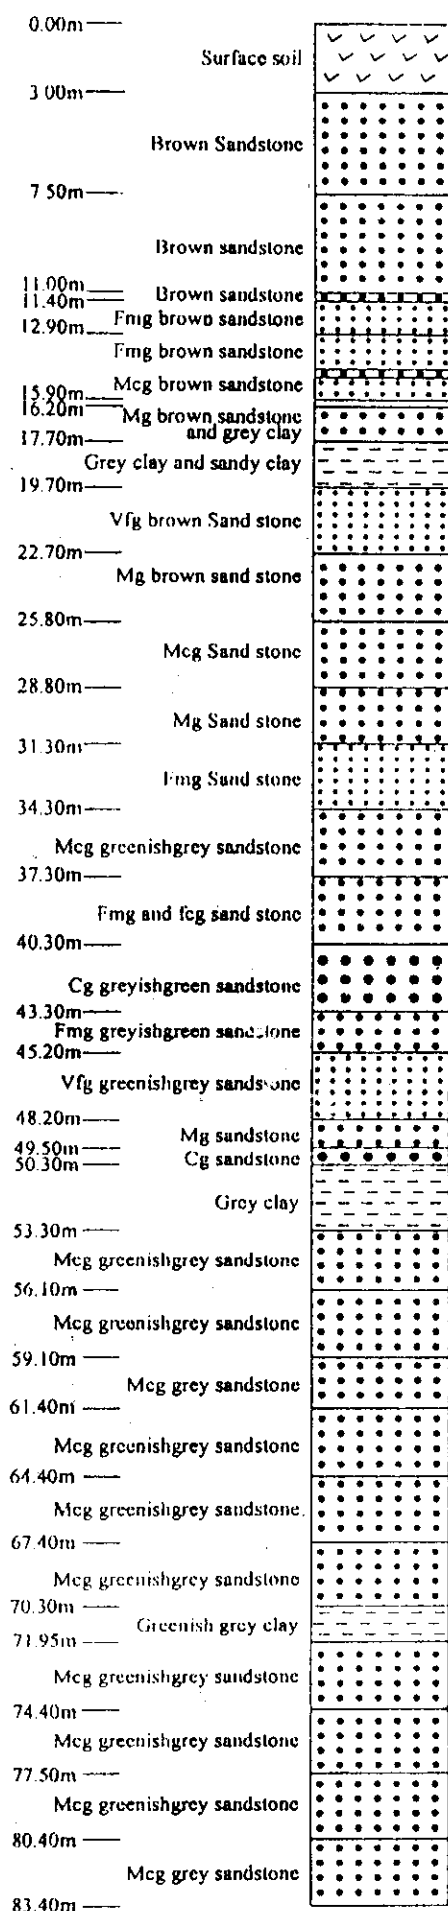 0.00m
Surface soil
3.00m
Brown Sandstone
7.50m
Brown sandstone
11.00m
Brown sandstone
11.40m
Fmg brown sandstone
12.90m
Fmg brown sandstone
Mcg brown sandstone
15.90m
16.20m
Mg brown sandstone
and grey clay
17.70m
Grey clay and sandy clay
19.70m
Vfg brown Sand stone
22.70m
Mg brown sand stone
25.80m
Mcg Sand stone
28.80m
Mg Sand stone
31.30m
Fmg Sand stone
34.30m
Mcg greenishgrey sandstone
37.30m
Fmg and fcg sand stone
40.30m
Cg greyishgreen sandstone
43.30m
Fmg greyishgreen sandstone
45.20m
Vfg greenishgrey sandstone
48.20m
Mg sandstone
49.50m
Cg sandstone
50.30m
Grey clay
53.30m
Mcg greenishgrey sandstone
56.10m
Mcg greenishgrey sandstone
59.10m
Mcg grey sandstone
61.40m
Mcg greenishgrey sandstone
64.40m
Mcg greenishgrey sandstone.
67.40m
Mcg greenishgrey sandstone
70.30m
Greenish grey clay
71.95m
Mcg greenishgrey sandstone
74.40m
Mcg greenishgrey sandstone
77.50m
Mcg greenishgrey sandstone
80.40m
Mcg grey sandstone
83.40m